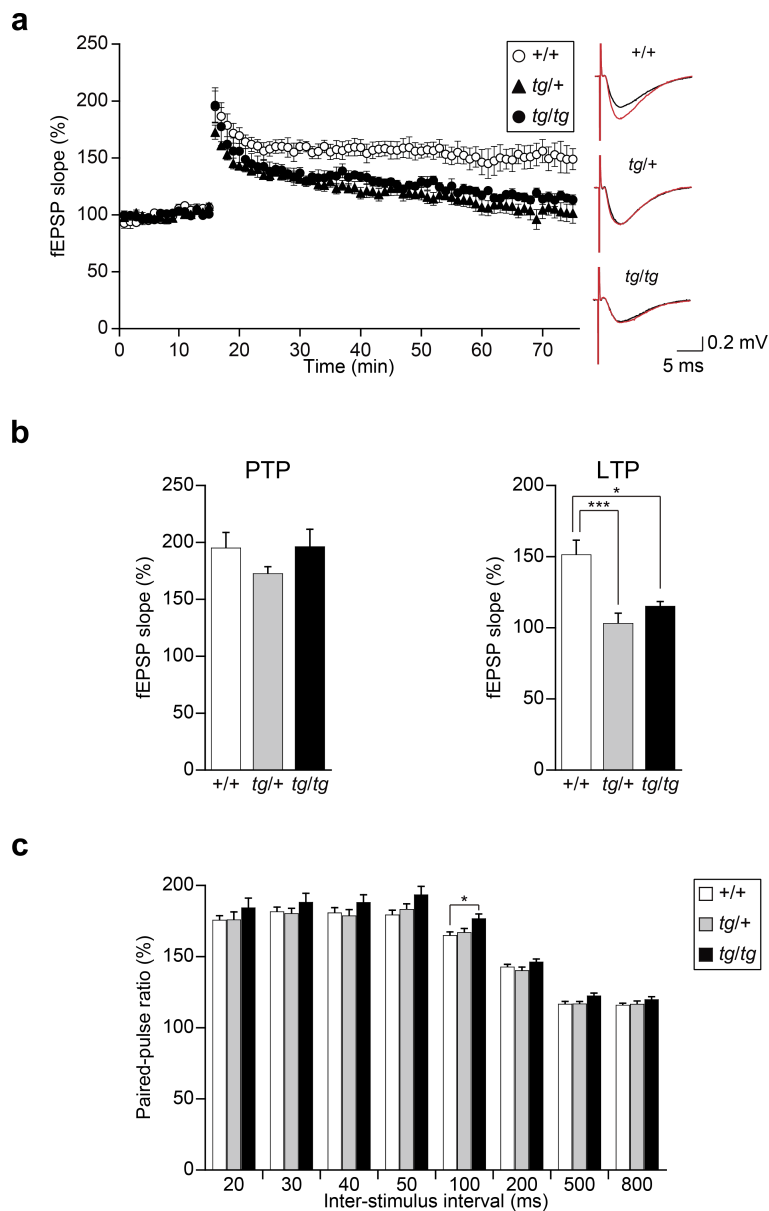 a
250
200
150
100
50
0
fEPSP slope (%)
0 10 20 30 40 50 60 70
Time (min)
+/+
tg/+
tg/tg
+/+
tg/+
tg/tg
0.2 mV
5 ms
b
PTP
250
200
150
100
50
0
fEPSP slope (%)
+/+ tg/+ tg/tg
LTP
200
150
100
50
0
fEPSP slope (%)
*
***
+/+ tg/+ tg/tg
c
200
150
100
50
0
Paired-pulse ratio (%)
*
20 30 40 50 100 200 500 800
Inter-stimulus interval (ms)
+/+
tg/+
tg/tg